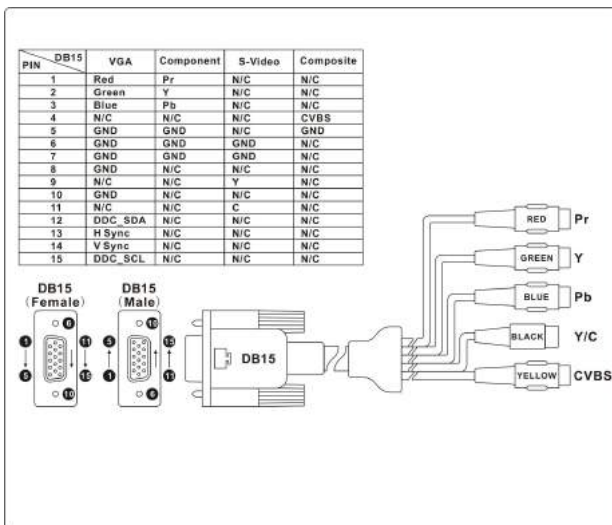 PIN DB15 VGA Component S-Video Composite
1 Red Pr N/C N/C
2 Green Y N/C N/C
3 Blue Pb N/C N/C
4 N/C N/C N/C CVBS
5 GND GND N/C GND
6 GND GND GND N/C
7 GND GND GND N/C
8 GND N/C N/C N/C
9 N/C N/C Y N/C
10 GND N/C N/C N/C
11 N/C N/C C N/C
12 DDC_SDA N/C N/C N/C
13 H Sync N/C N/C N/C
14 V Sync N/C N/C N/C
15 DDC_SCL N/C N/C N/C
DB15
(Female)
6
1 11
5 15
10
DB15
(Male)
10
5 15
1 11
6
DB15
RED Pr
GREEN Y
BLUE Pb
BLACK Y/C
YELLOW CVBS